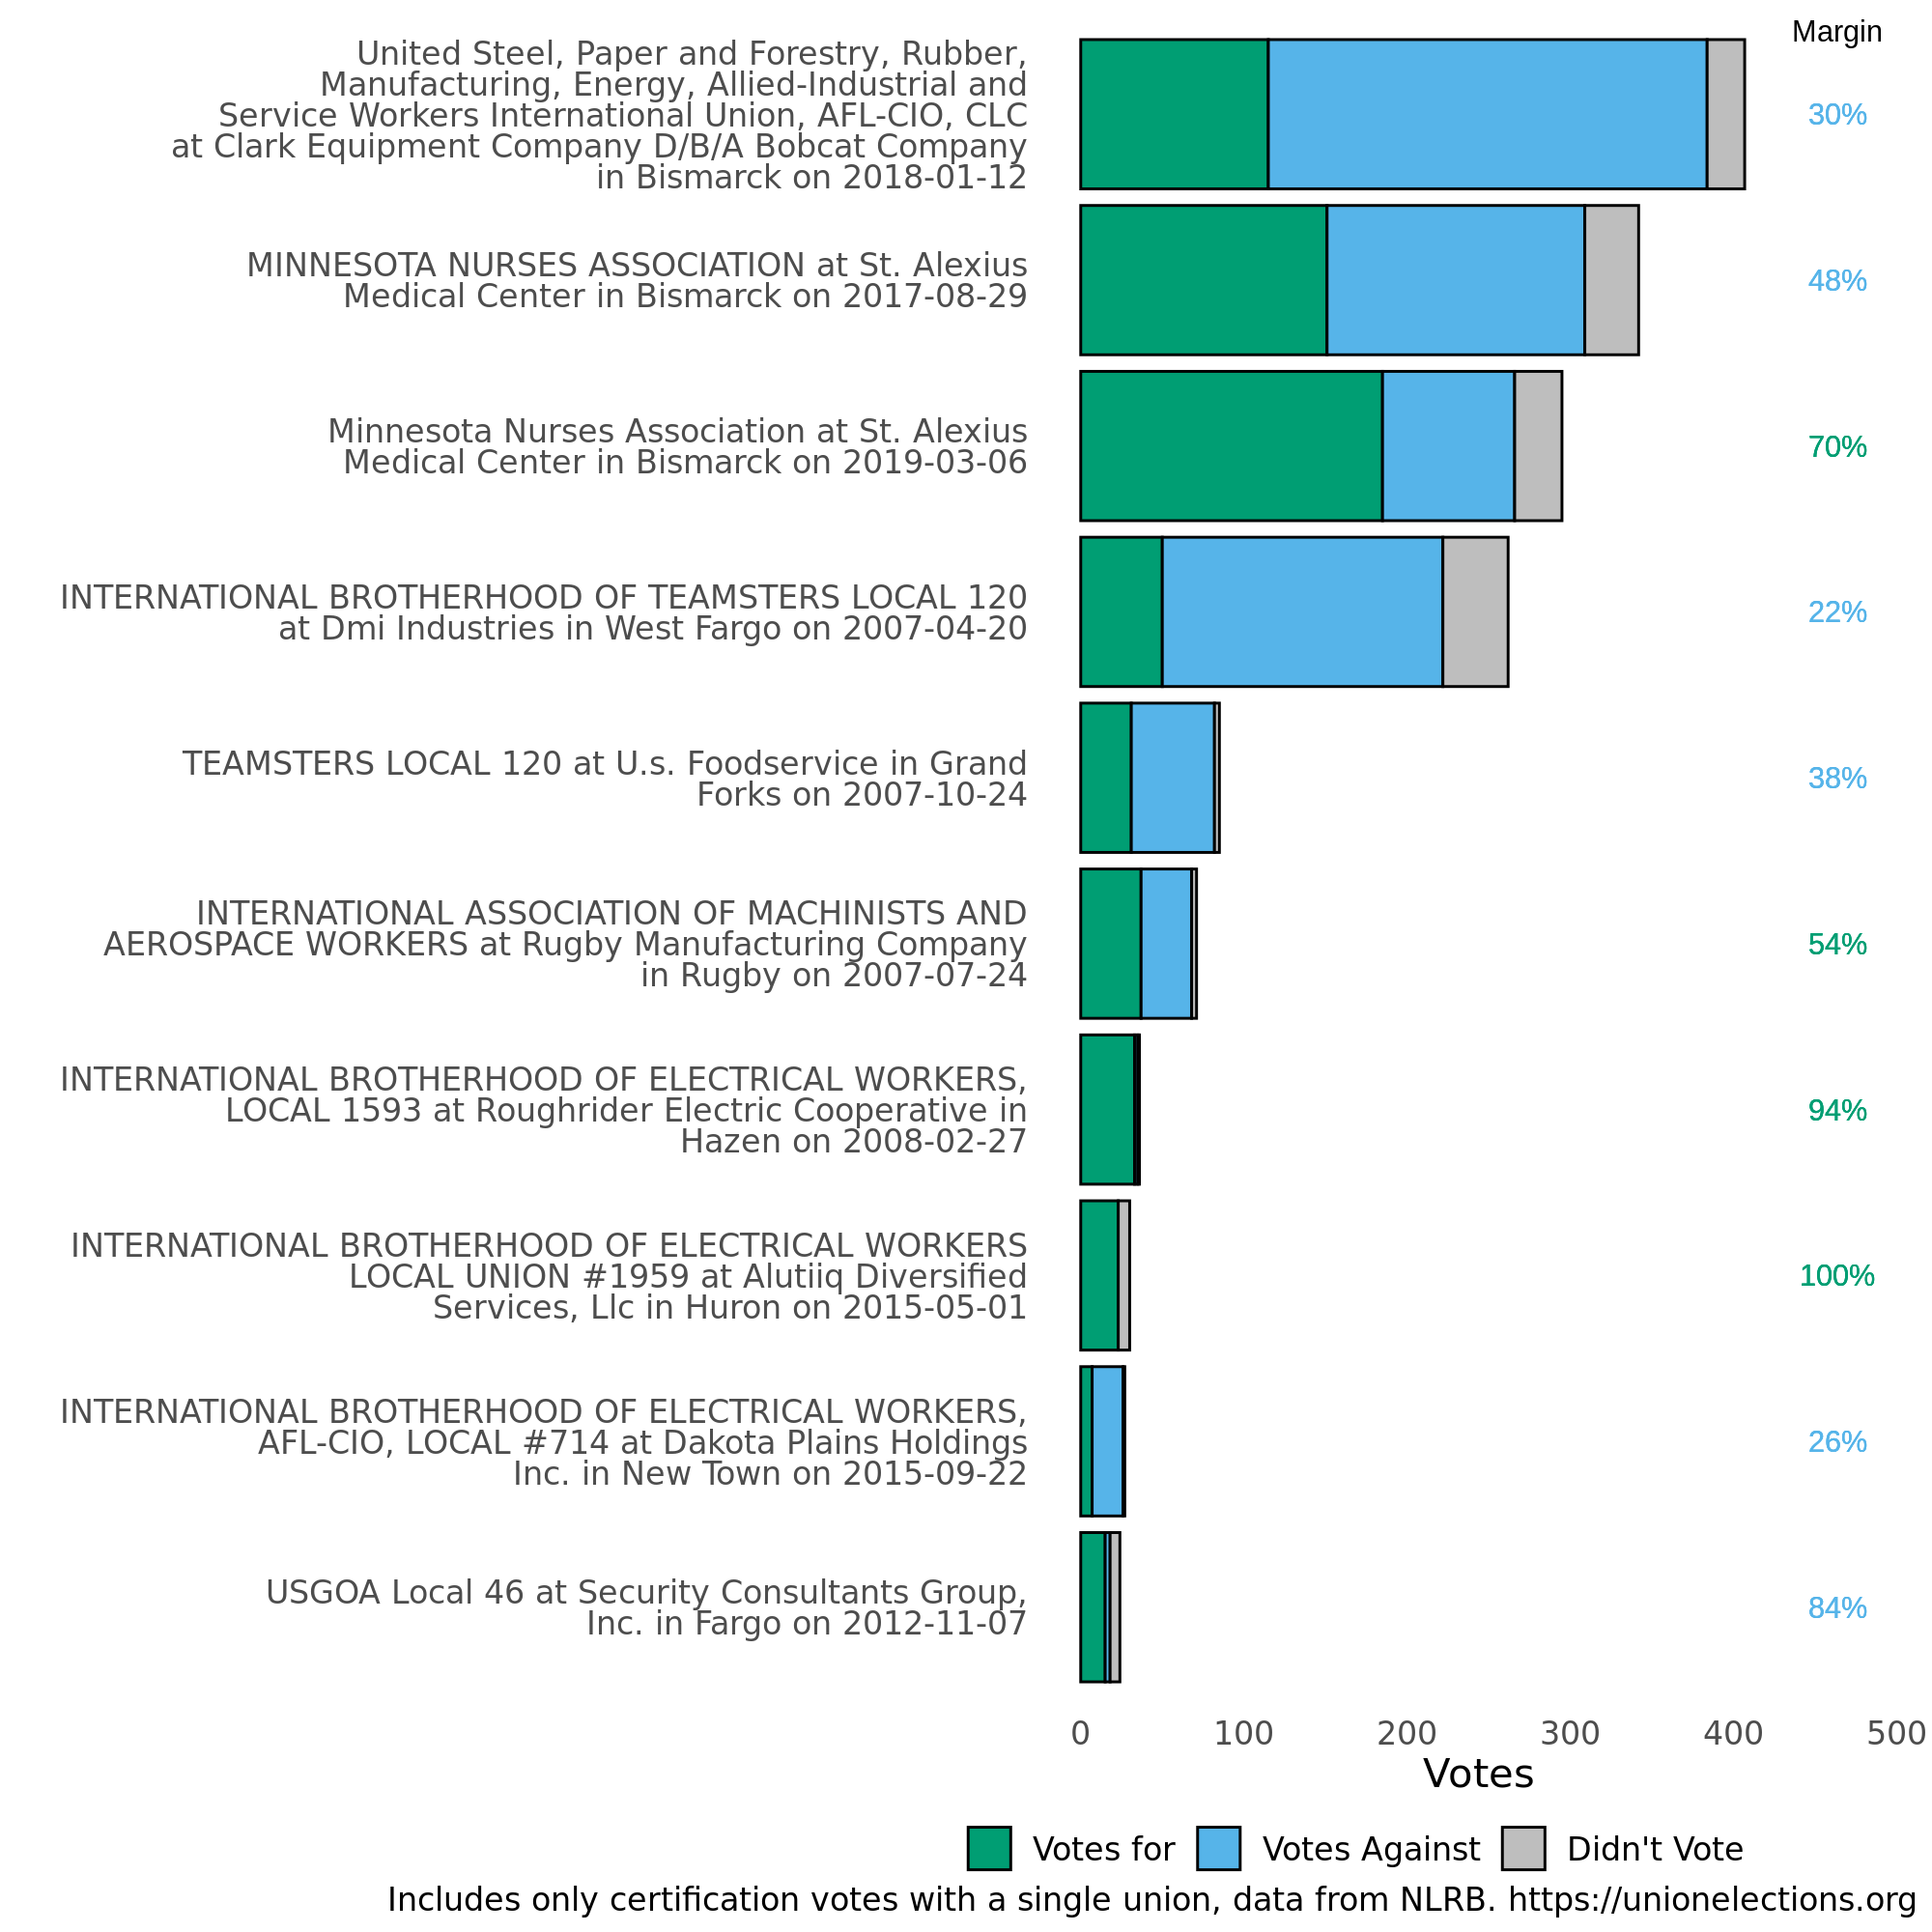 Margin
United Steel, Paper and Forestry, Rubber,
Manufacturing, Energy, Allied-Industrial and
Service Workers International Union, AFL-CIO, CLC
at Clark Equipment Company D/B/A Bobcat Company
in Bismarck on 2018-01-12
30%
MINNESOTA NURSES ASSOCIATION at St. Alexius
Medical Center in Bismarck on 2017-08-29
48%
Minnesota Nurses Association at St. Alexius
Medical Center in Bismarck on 2019-03-06
70%
INTERNATIONAL BROTHERHOOD OF TEAMSTERS LOCAL 120
at Dmi Industries in West Fargo on 2007-04-20
22%
TEAMSTERS LOCAL 120 at U.s. Foodservice in Grand
Forks on 2007-10-24
38%
INTERNATIONAL ASSOCIATION OF MACHINISTS AND
AEROSPACE WORKERS at Rugby Manufacturing Company
in Rugby on 2007-07-24
54%
INTERNATIONAL BROTHERHOOD OF ELECTRICAL WORKERS,
LOCAL 1593 at Roughrider Electric Cooperative in
Hazen on 2008-02-27
94%
INTERNATIONAL BROTHERHOOD OF ELECTRICAL WORKERS
LOCAL UNION #1959 at Alutiiq Diversified
Services, Llc in Huron on 2015-05-01
100%
INTERNATIONAL BROTHERHOOD OF ELECTRICAL WORKERS,
AFL-CIO, LOCAL #714 at Dakota Plains Holdings
Inc. in New Town on 2015-09-22
26%
USGOA Local 46 at Security Consultants Group,
Inc. in Fargo on 2012-11-07
84%
0 100 200 300 400 500
Votes
Votes for Votes Against Didn't Vote
Includes only certification votes with a single union, data from NLRB. https://unionelections.org